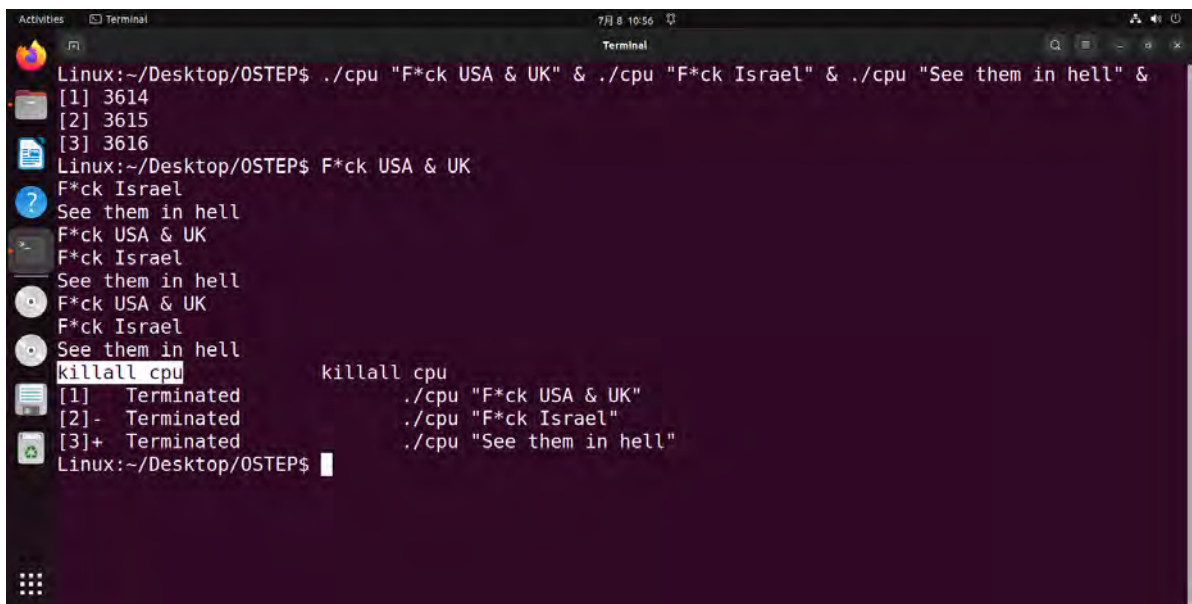 Activities Terminal 7月 8 10:56
Terminal
Linux:~/Desktop/OSTEP$ ./cpu "F*ck USA & UK" & ./cpu "F*ck Israel" & ./cpu "See them in hell" &
[1] 3614
[2] 3615
[3] 3616
Linux:~/Desktop/OSTEP$ F*ck USA & UK
F*ck Israel
See them in hell
F*ck USA & UK
F*ck Israel
See them in hell
F*ck USA & UK
F*ck Israel
See them in hell
killall cpu killall cpu
[1] Terminated ./cpu "F*ck USA & UK"
[2]- Terminated ./cpu "F*ck Israel"
[3]+ Terminated ./cpu "See them in hell"
Linux:~/Desktop/OSTEP$